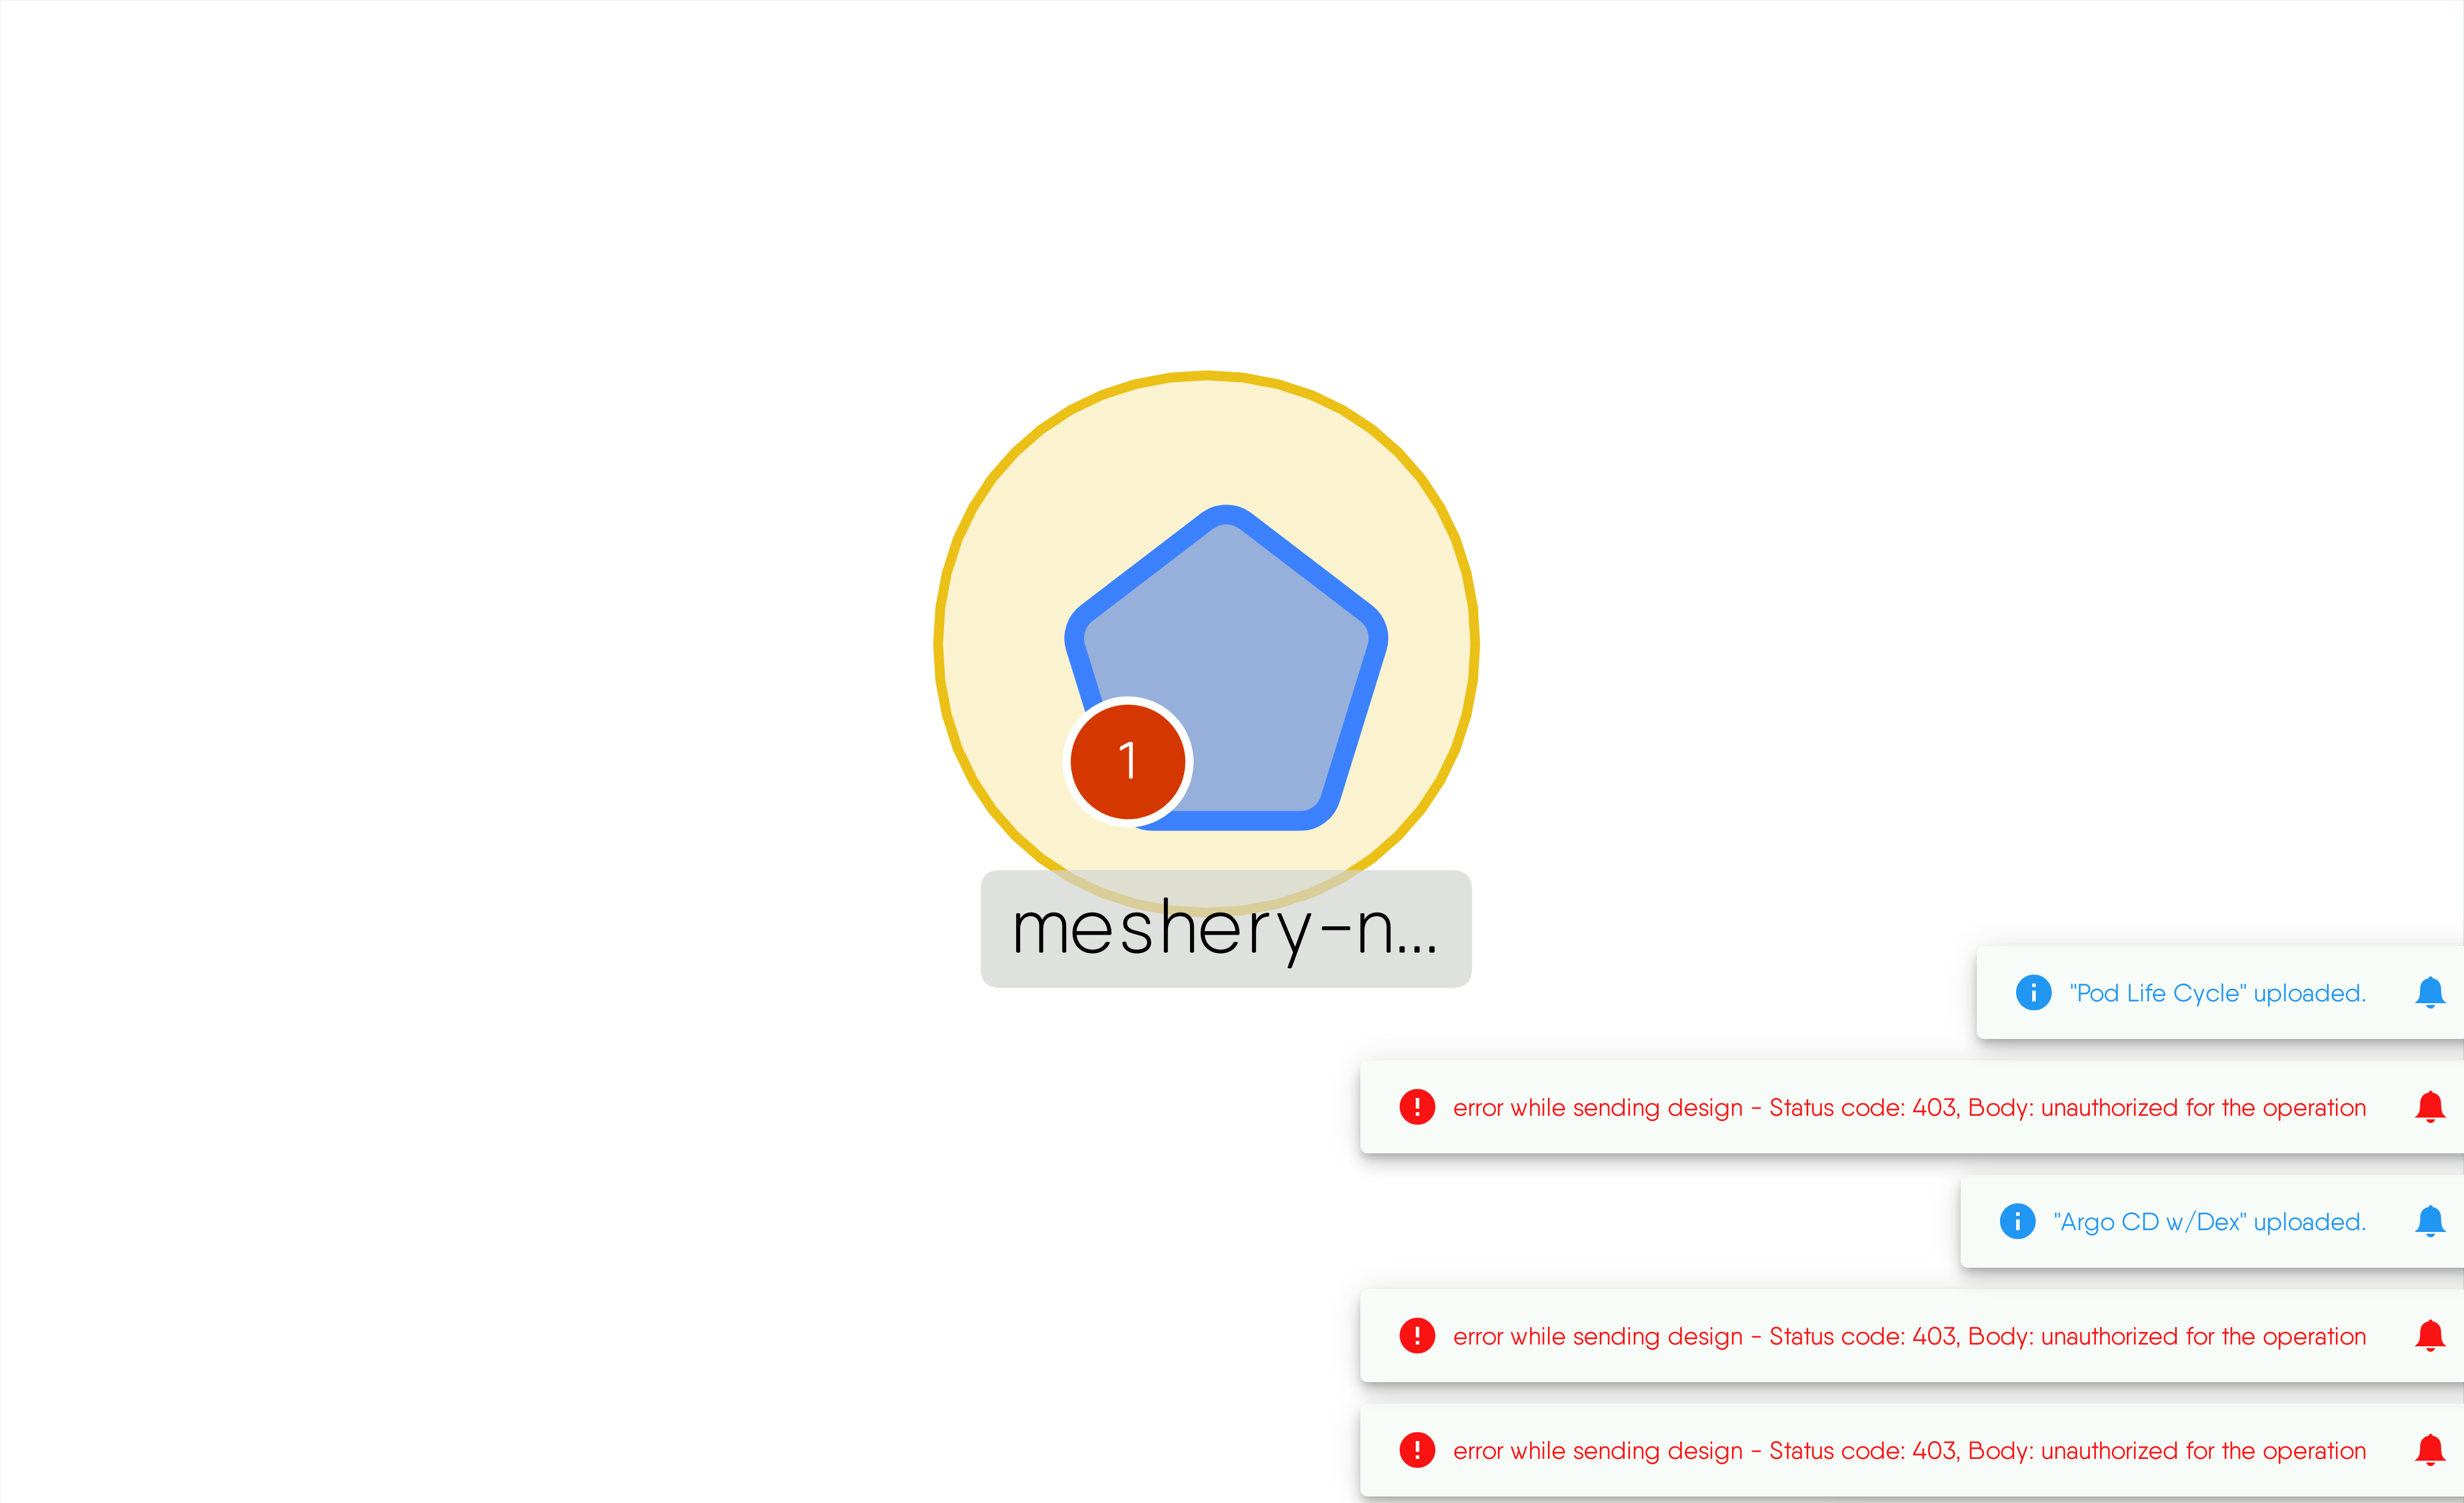 1
meshery-n...
"Pod Life Cycle" uploaded.
error while sending design - Status code: 403, Body: unauthorized for the operation
"Argo CD w/Dex" uploaded.
error while sending design - Status code: 403, Body: unauthorized for the operation
error while sending design - Status code: 403, Body: unauthorized for the operation